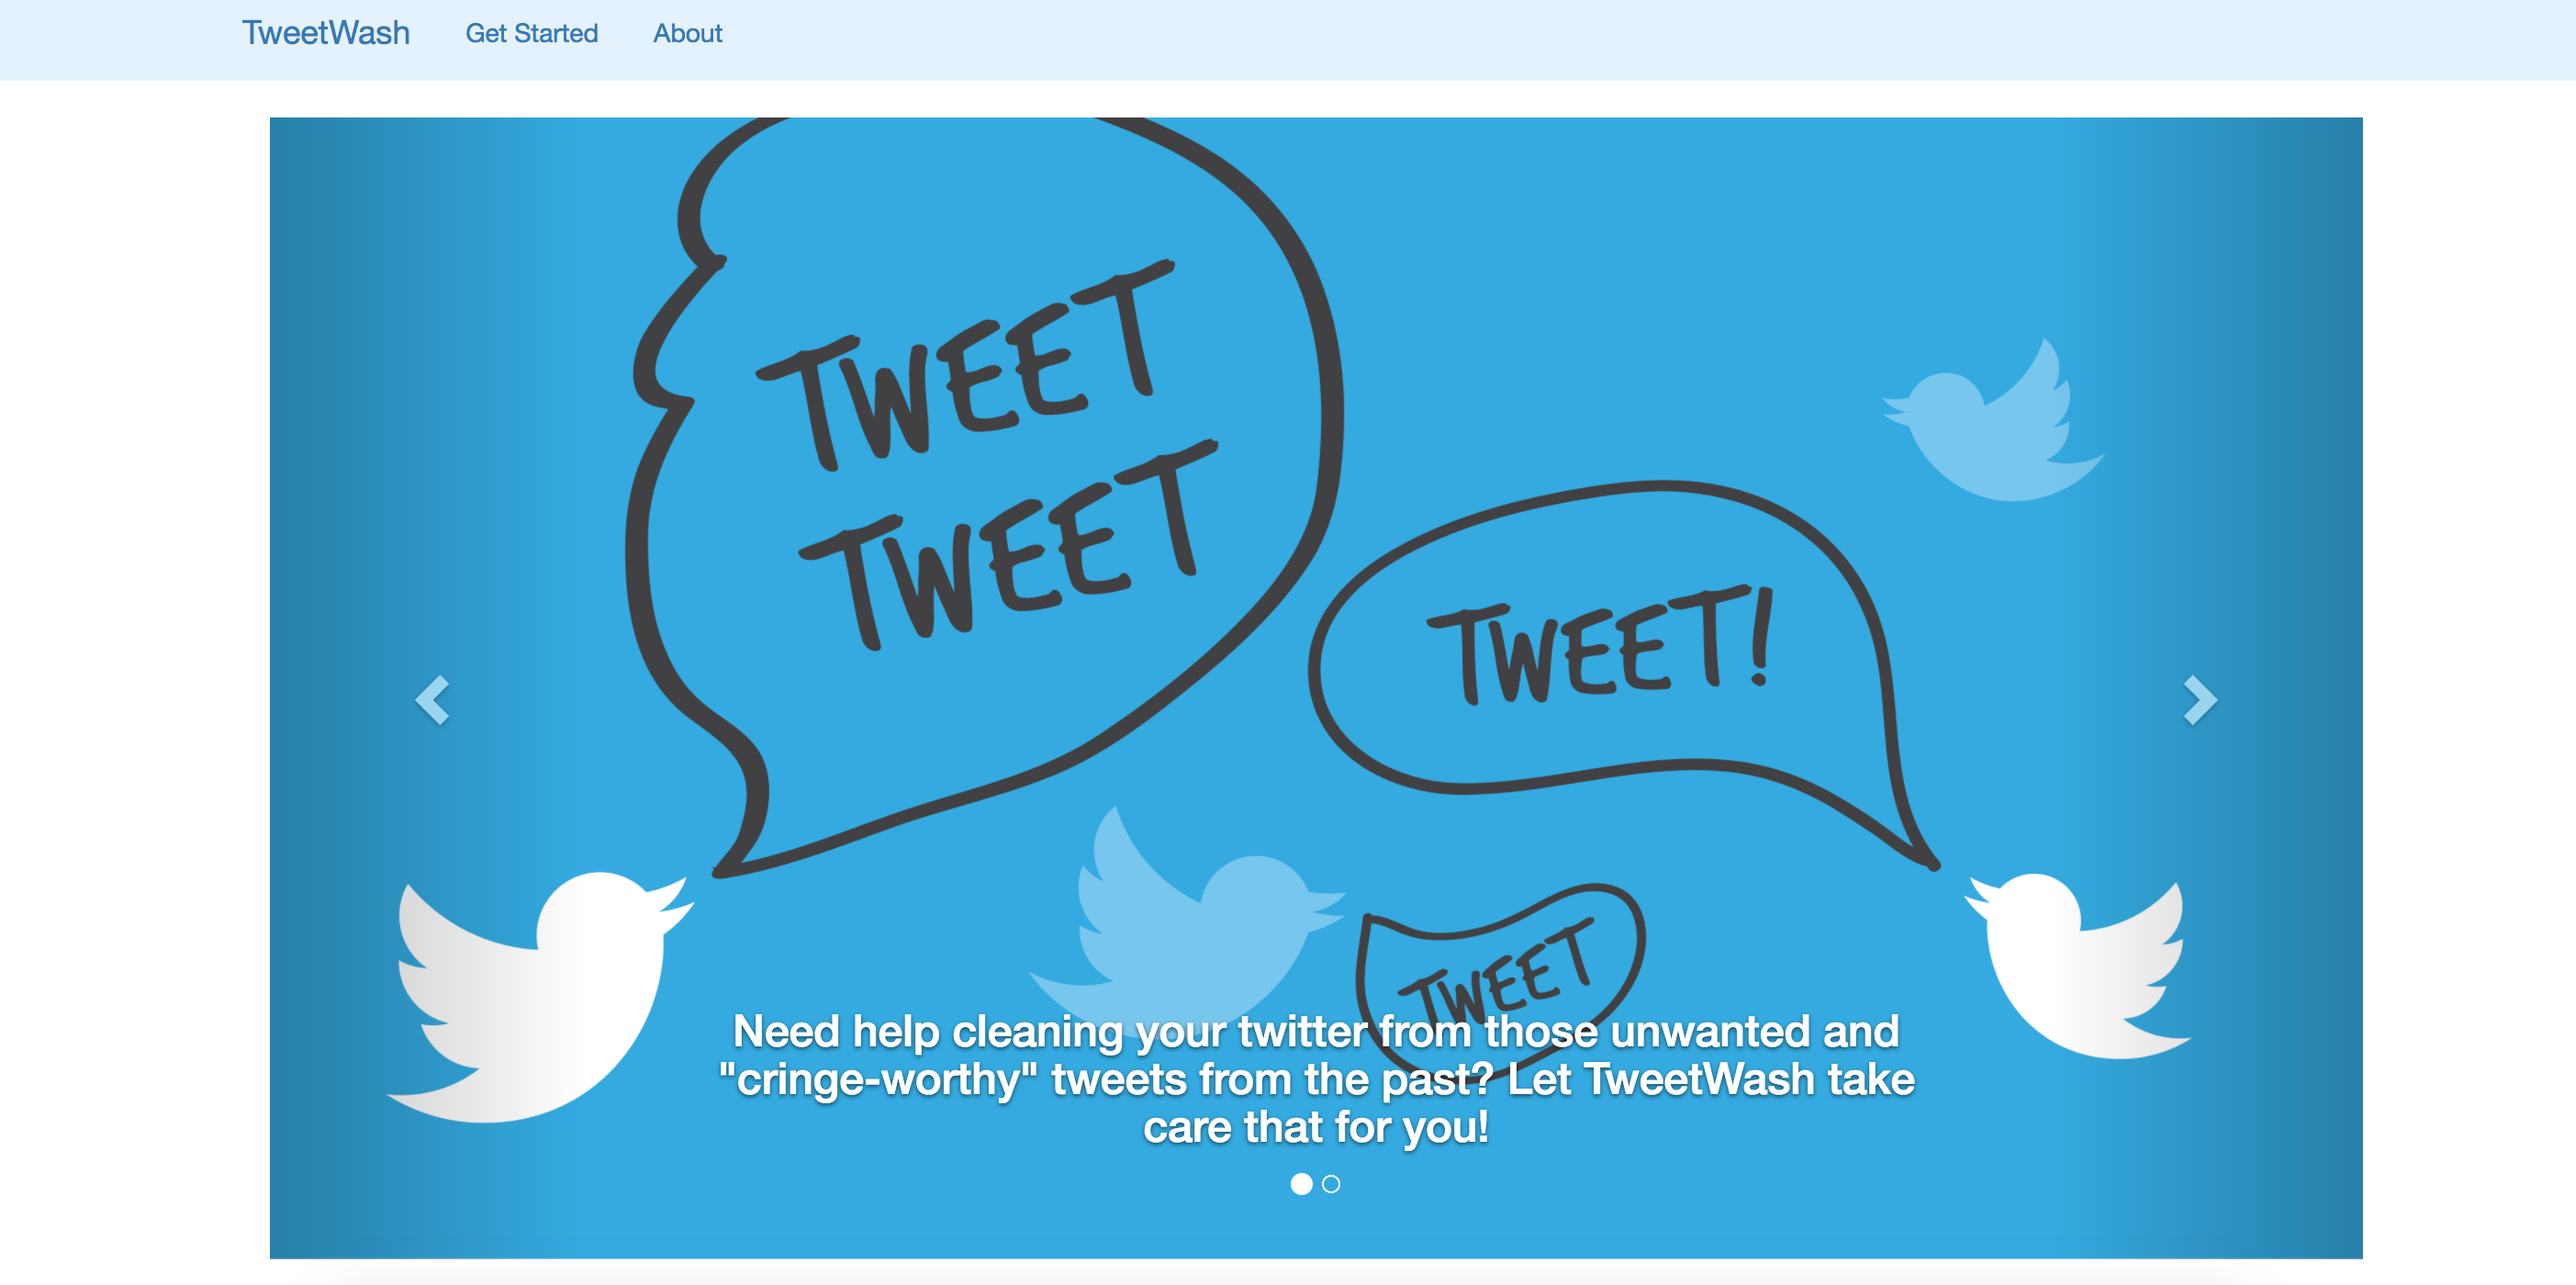 TweetWash Get Started About
TWEET
TWEET
TWEET!
TWEET
Need help cleaning your twitter from those unwanted and
"cringe-worthy" tweets from the past? Let TweetWash take
care that for you!